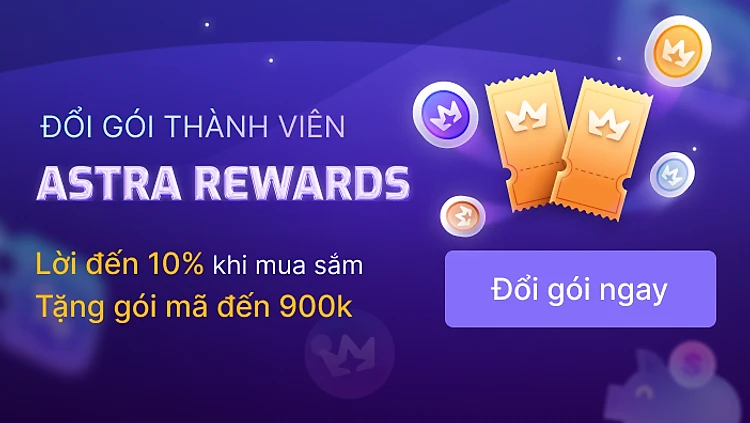 ĐỔI GÓI THÀNH VIÊN
ASTRA REWARDS
Lời đến 10% khi mua sắm
Tặng gói mã đến 900k
Đổi gói ngay